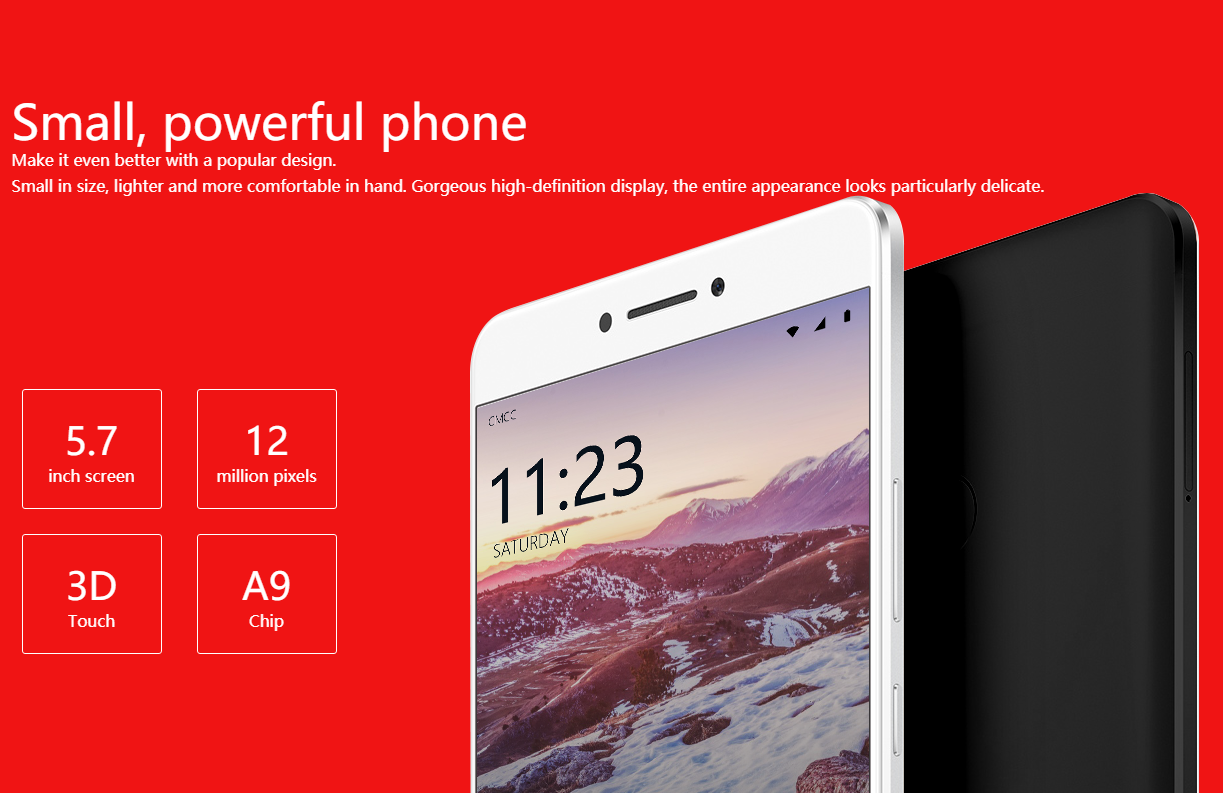 Small, powerful phone
Make it even better with a popular design.
Small in size, lighter and more comfortable in hand. Gorgeous high-definition display, the entire appearance looks particularly delicate.
5.7
inch screen
12
million pixels
3D
Touch
A9
Chip
CMCC
11:23
SATURDAY